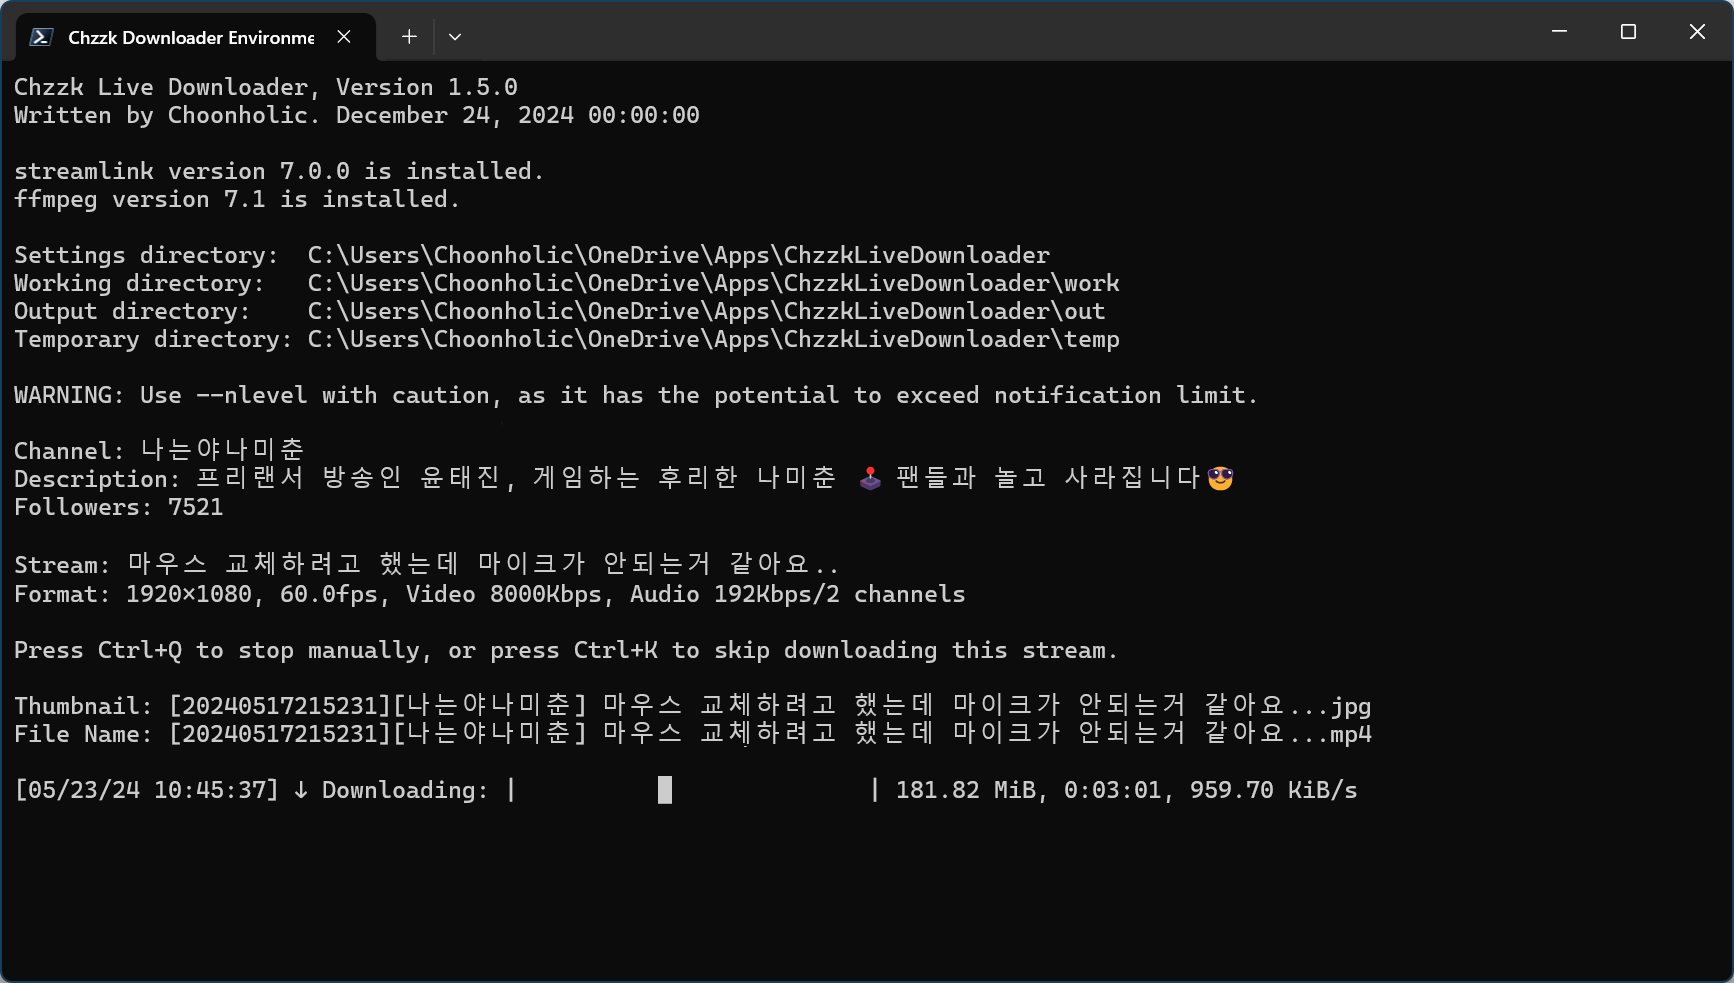 Chzzk Downloader Environme
Chzzk Live Downloader, Version 1.5.0
Written by Choonholic. December 24, 2024 00:00:00
streamlink version 7.0.0 is installed.
ffmpeg version 7.1 is installed.
Settings directory:  C:\Users\Choonholic\OneDrive\Apps\ChzzkLiveDownloader
Working directory:   C:\Users\Choonholic\OneDrive\Apps\ChzzkLiveDownloader\work
Output directory:    C:\Users\Choonholic\OneDrive\Apps\ChzzkLiveDownloader\out
Temporary directory: C:\Users\Choonholic\OneDrive\Apps\ChzzkLiveDownloader\temp
WARNING: Use --nlevel with caution, as it has the potential to exceed notification limit.
Channel: 나는야나미춘
Description: 프리랜서 방송인 윤태진, 게임하는 후리한 나미춘 🕹️ 팬들과 놀고 사라집니다😎
Followers: 7521
Stream: 마우스 교체하려고 했는데 마이크가 안되는거 같아요..
Format: 1920×1080, 60.0fps, Video 8000Kbps, Audio 192Kbps/2 channels
Press Ctrl+Q to stop manually, or press Ctrl+K to skip downloading this stream.
Thumbnail: [20240517215231][나는야나미춘] 마우스 교체하려고 했는데 마이크가 안되는거 같아요...jpg
File Name: [20240517215231][나는야나미춘] 마우스 교체하려고 했는데 마이크가 안되는거 같아요...mp4
[05/23/24 10:45:37] ↓ Downloading: |          █              | 181.82 MiB, 0:03:01, 959.70 KiB/s